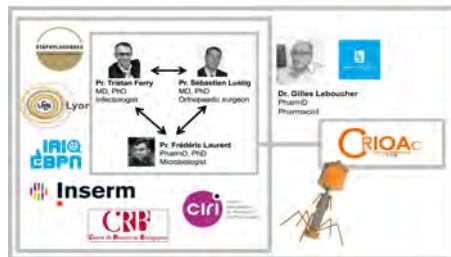 Pr. Tristan Ferry
MD, PhD
Infectiologist
Pr. Sébastien Lustig
MD, PhD
Orthopaedic surgeon
Pr. Frédéric Laurent
PharmD, PhD
Microbiologist
Dr. Gilles Leboucher
PharmD
Pharmacist
Lyon
CRIOAc
Inserm
CRB
Centre de Ressources Biologiques
ciri